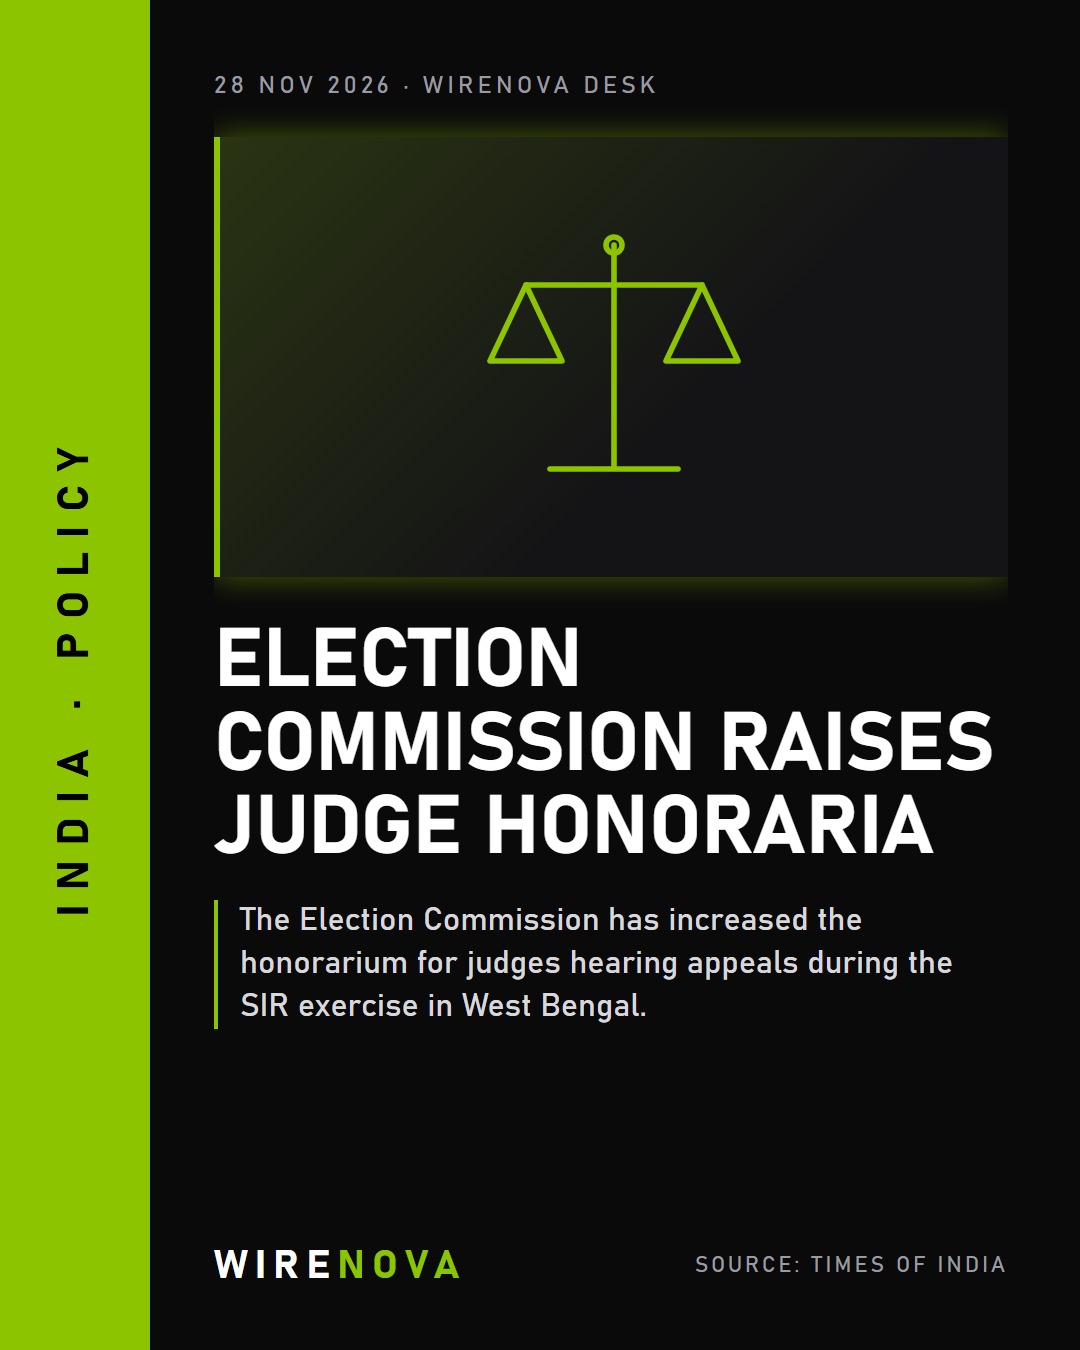 28 NOV 2026 · WIRENOVA DESK
INDIA · POLICY
ELECTION
COMMISSION RAISES
JUDGE HONORARIA
The Election Commission has increased the
honorarium for judges hearing appeals during the
SIR exercise in West Bengal.
WIRENOVA
SOURCE: TIMES OF INDIA